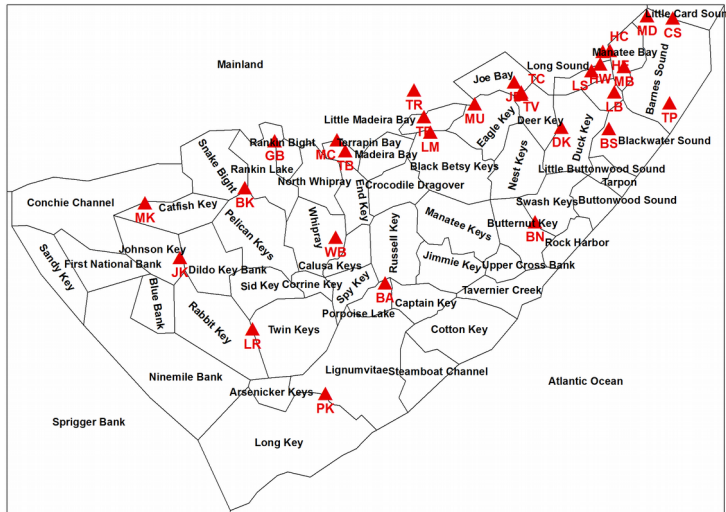 Little Card Sound
HC
MD
CS
Manatee Bay
Mainland
Long Sound
HW
MB
Joe Bay
TC
LS
Barnes Sound
TR
TV
LB
MU
TP
Little Madeira Bay
Eagle Key
Deer Key
Duck Key
DK
BS
Blackwater Sound
LM
Rankin Bight
GB
MC
Terrapin Bay
TB
Madeira Bay
Snake Bight
Rankin Lake
Black Betsy Keys
Nest Keys
Little Buttonwood Sound
Tarpon
North Whipray
Crocodile Dragover
End Key
BK
Conchie Channel
MK
Catfish Key
Swash Keys
Buttonwood Sound
Pelican Keys
Whipray
Manatee Keys
Butternut Key
BN
Rock Harbor
WB
Russell Key
Sandy Key
Johnson Key
First National Bank
JK
Dildo Key Bank
Calusa Keys
Jimmie Key
Upper Cross Bank
Blue Bank
Sid Key
Corrine Key
Spy Key
BA
Tavernier Creek
Rabbit Key
Captain Key
Porpoise Lake
LR
Twin Keys
Cotton Key
Ninemile Bank
Lignumvitae
Steamboat Channel
Atlantic Ocean
Arsenicker Keys
PK
Sprigger Bank
Long Key